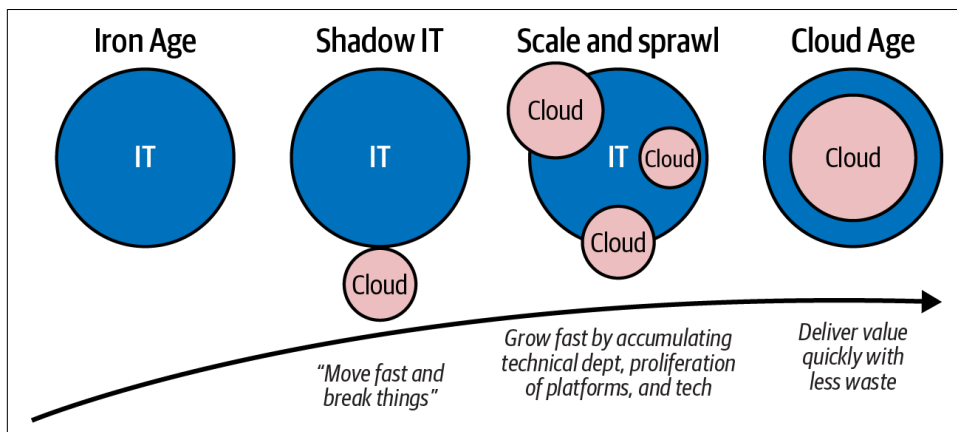 Iron Age
Shadow IT
Scale and sprawl
Cloud Age
IT
IT
Cloud
Cloud
IT
Cloud
Cloud
Cloud
“Move fast and
break things”
Grow fast by accumulating
technical dept, proliferation
of platforms, and tech
Deliver value
quickly with
less waste